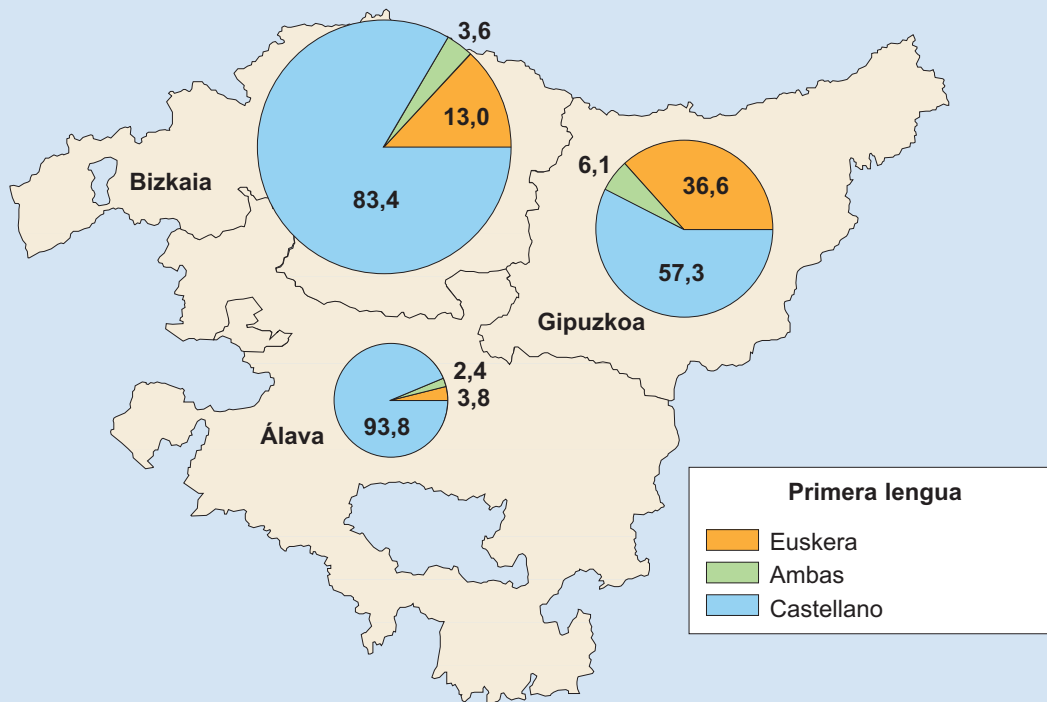 3,6
13,0
Bizkaia
83,4
6,1
36,6
57,3
Gipuzkoa
2,4
3,8
93,8
Álava
Primera lengua
Euskera
Ambas
Castellano